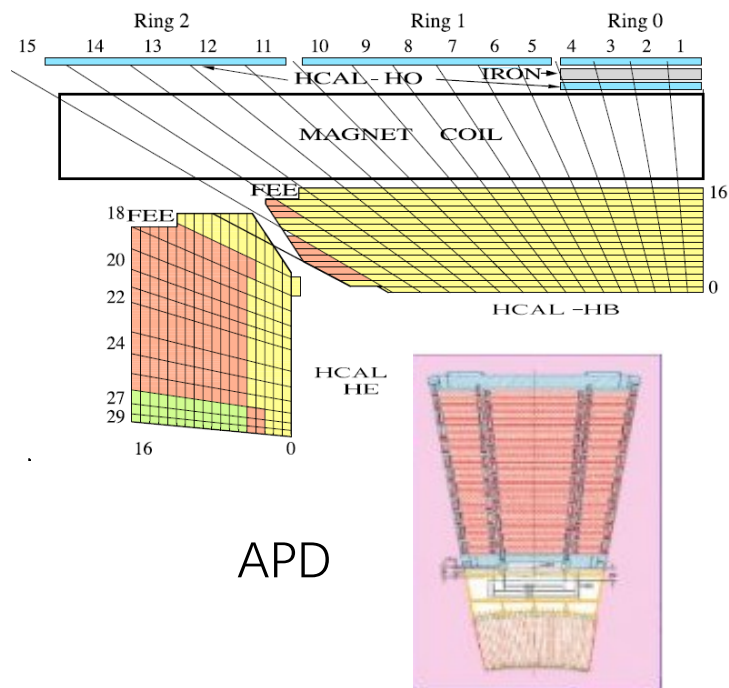 Ring 2 Ring 1 Ring 0
15 14 13 12 11 10 9 8 7 6 5 4 3 2 1
HCAL-HO IRON
MAGNET COIL
FEE 16
18 FEE
20
22 0
HCAL -HB
24
HCAL
HE
27
29
16 0
APD